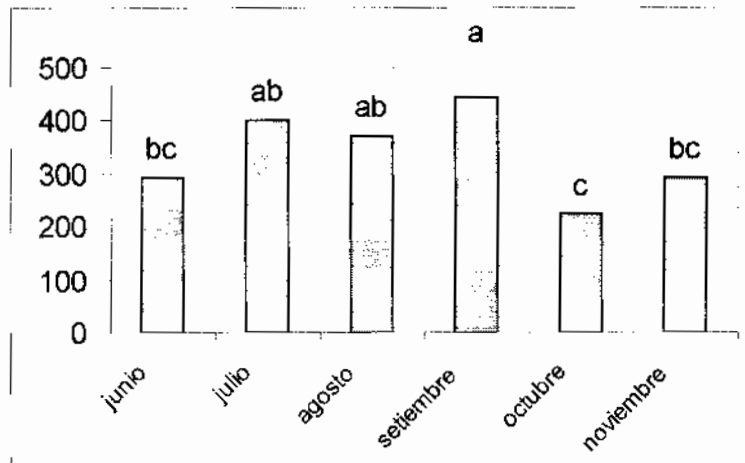 a
500
ab
ab
400
bc
bc
300
c
200
100
0
junio
julio
agosto
setiembre
octubre
noviembre